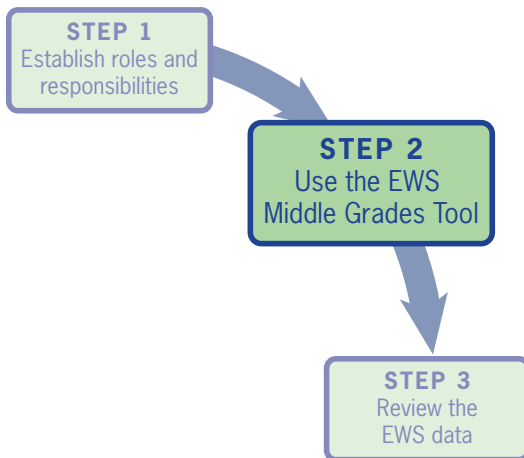 STEP 1
Establish roles and
responsibilities
STEP 2
Use the EWS
Middle Grades Tool
STEP 3
Review the
EWS data